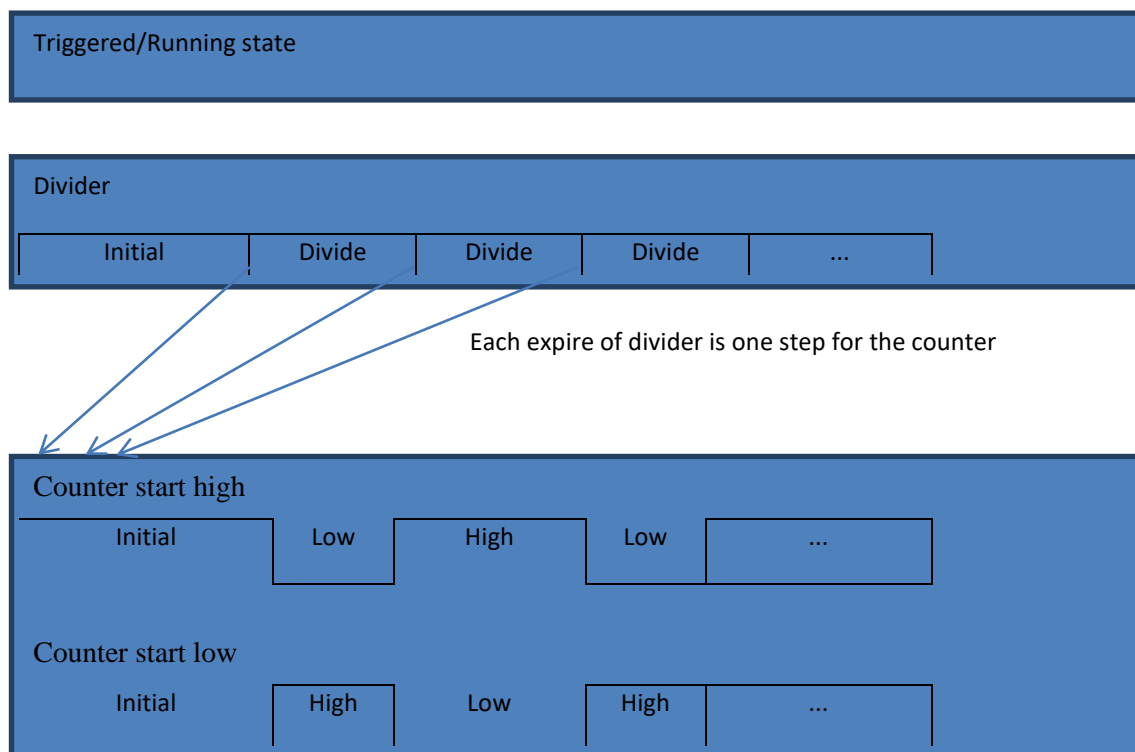 Triggered/Running state
Divider
Initial Divide Divide Divide ...
Each expire of divider is one step for the counter
Counter start high
Initial Low High Low ...
Counter start low
Initial High Low High ...